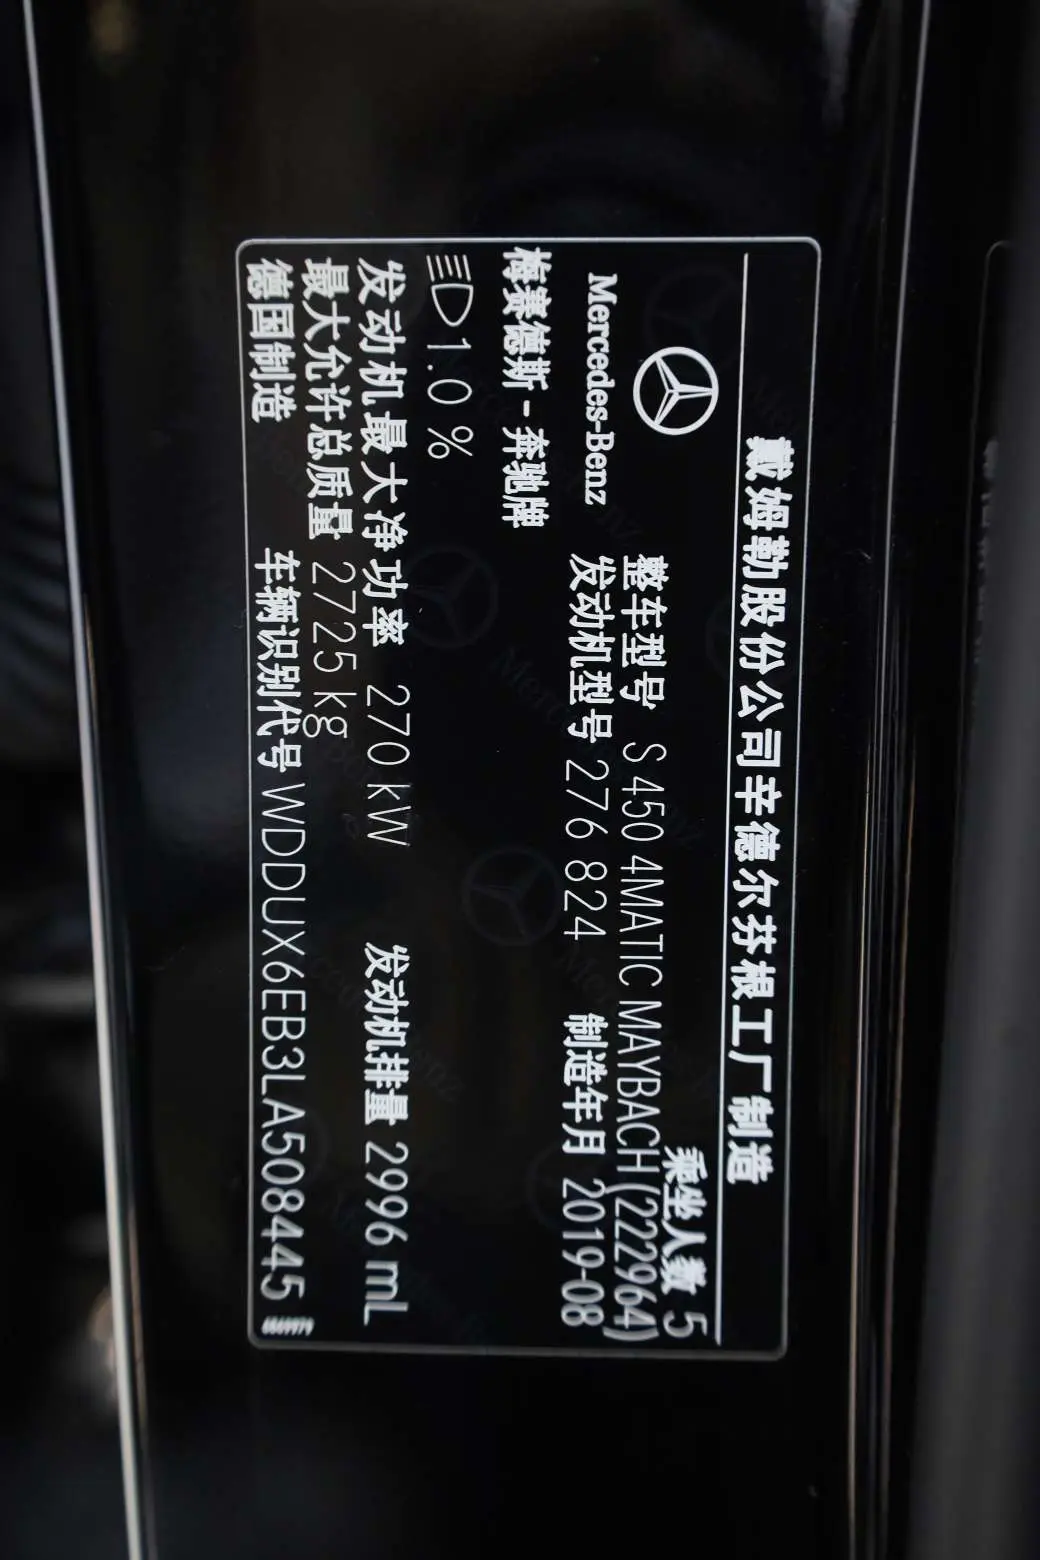 戴姆勒股份公司辛德尔芬根工厂制造
乘坐人数 5
整车型号 S 450 4MATIC MAYBACH (222964)
Mercedes-Benz
发动机型号 276 824 制造年月 2019-08
梅赛德斯-奔驰牌
1.0 %
发动机最大净功率 270 kW 发动机排量 2996 mL
最大允许总质量 2725 kg
德国制造 车辆识别代号 WDDUX6EB3LA508445